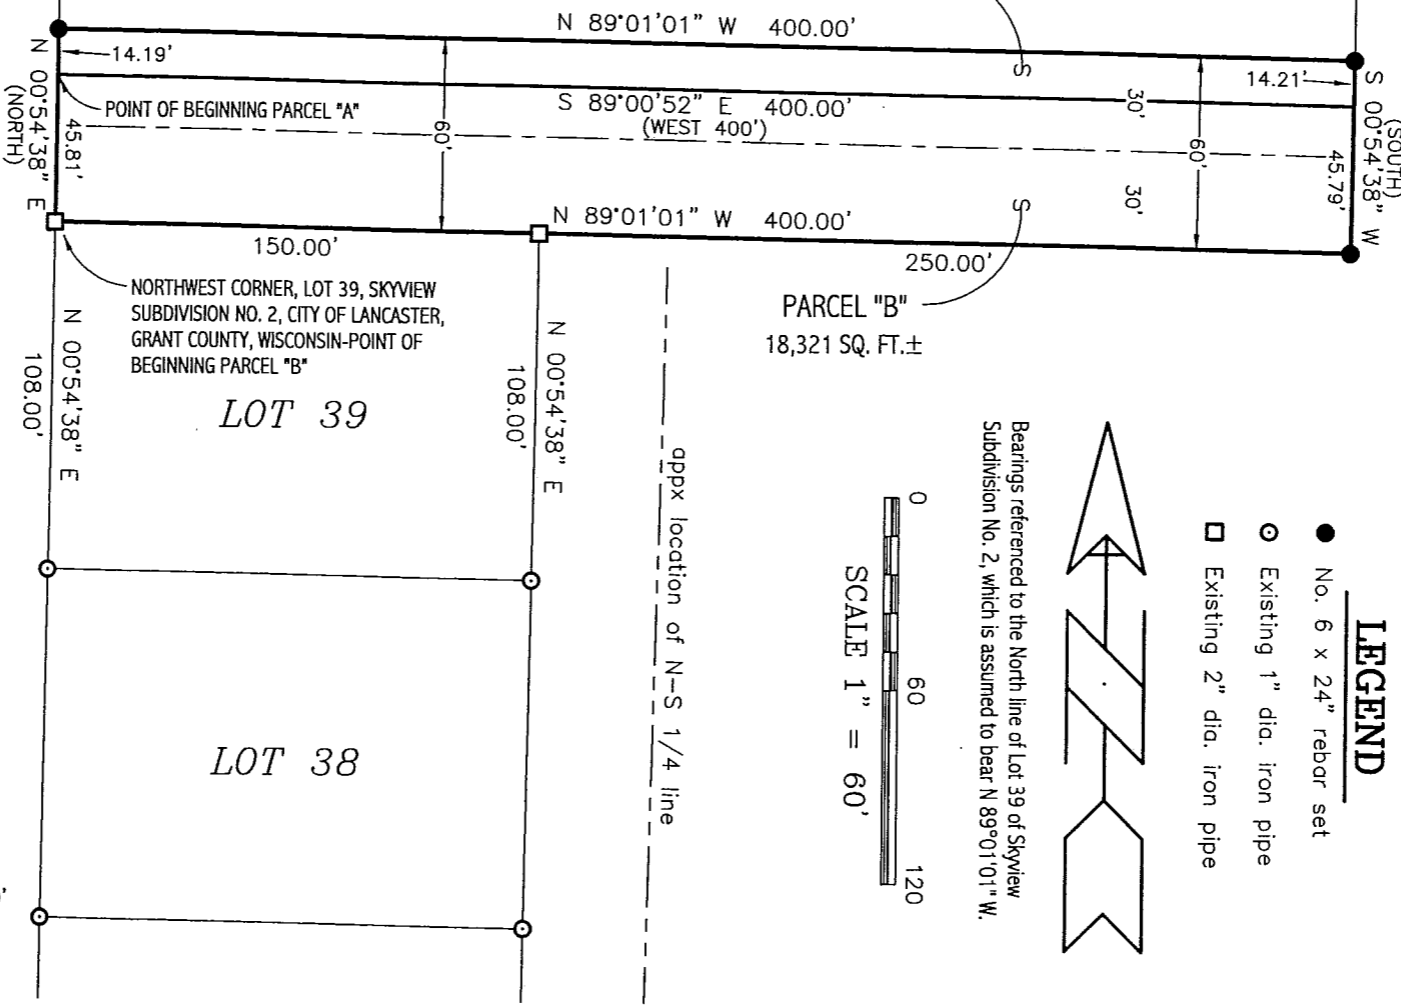 N 89°01'01" W 400.00'
14.19'
14.21'
S
30'
POINT OF BEGINNING PARCEL "A"
S 89°00'52" E 400.00'
(WEST 400')
60'
60'
N 00°54'38" E
(NORTH)
45.81'
(SOUTH)
S 00°54'38" W
45.79'
30'
S
N 89°01'01" W 400.00'
150.00'
250.00'
NORTHWEST CORNER, LOT 39, SKYVIEW
SUBDIVISION NO. 2, CITY OF LANCASTER,
GRANT COUNTY, WISCONSIN-POINT OF
BEGINNING PARCEL "B"
PARCEL "B"
18,321 SQ. FT.±
N 00°54'38" E
108.00'
N 00°54'38" E
108.00'
LOT 39
LOT 38
appx location of N-S 1/4 line
Bearings referenced to the North line of Lot 39 of Skyview
Subdivision No. 2, which is assumed to bear N 89°01'01" W.
0 60 120
SCALE 1" = 60'
LEGEND
No. 6 x 24" rebar set
Existing 1" dia. iron pipe
Existing 2" dia. iron pipe